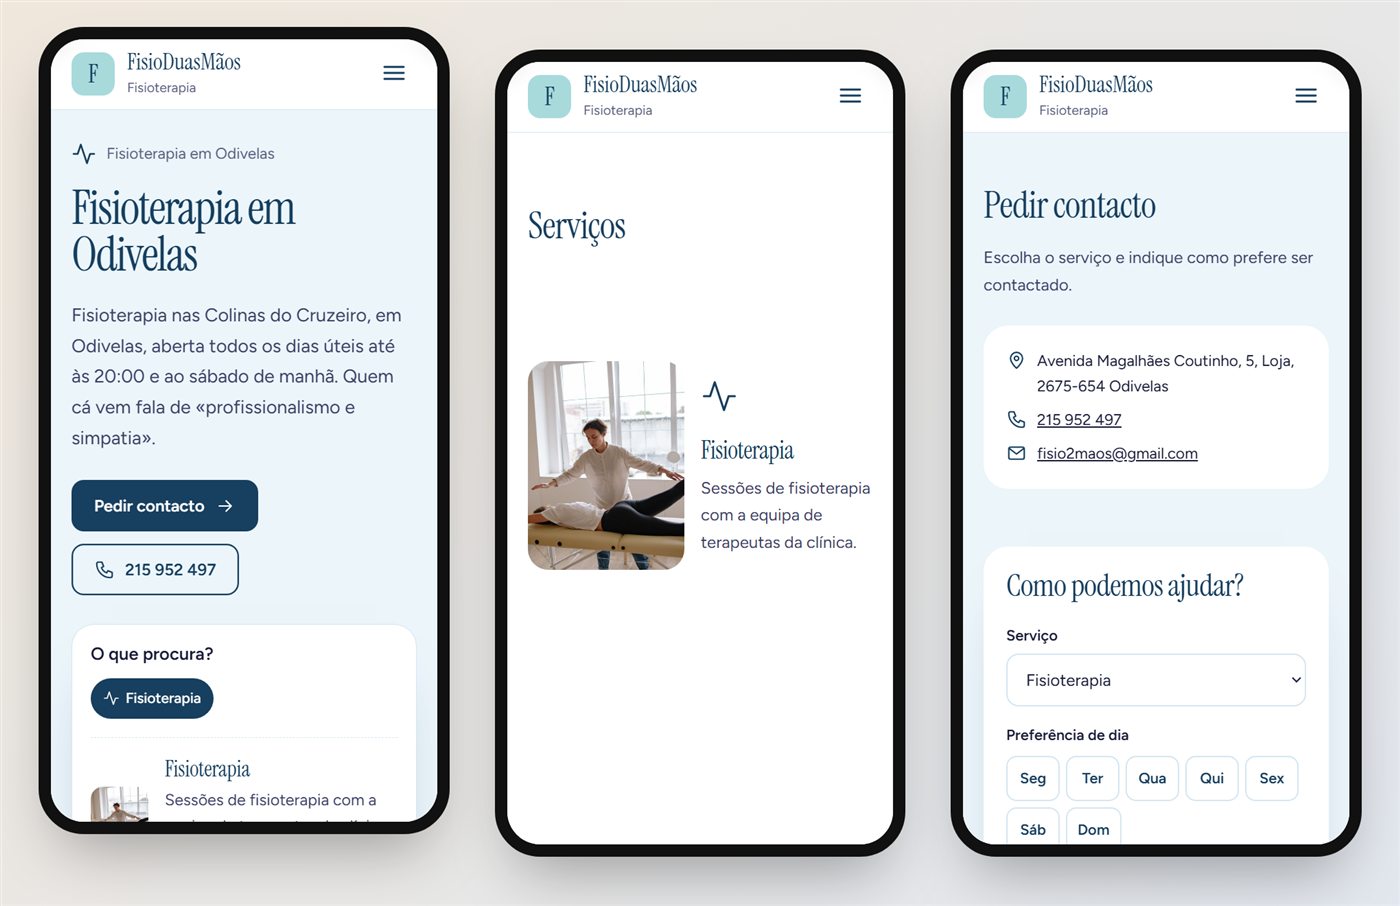 F
FisioDuasMãos
Fisioterapia
Fisioterapia em Odivelas
Fisioterapia em
Odivelas
Fisioterapia nas Colinas do Cruzeiro, em
Odivelas, aberta todos os dias úteis até
às 20:00 e ao sábado de manhã. Quem
cá vem fala de «profissionalismo e
simpatia».
Pedir contacto
215 952 497
O que procura?
Fisioterapia
Fisioterapia
Sessões de fisioterapia com a
F
FisioDuasMãos
Fisioterapia
Serviços
Fisioterapia
Sessões de fisioterapia
com a equipa de
terapeutas da clínica.
F
FisioDuasMãos
Fisioterapia
Pedir contacto
Escolha o serviço e indique como prefere ser
contactado.
Avenida Magalhães Coutinho, 5, Loja,
2675-654 Odivelas
215 952 497
fisio2maos@gmail.com
Como podemos ajudar?
Serviço
Fisioterapia
Preferência de dia
Seg Ter Qua Qui Sex
Sáb Dom